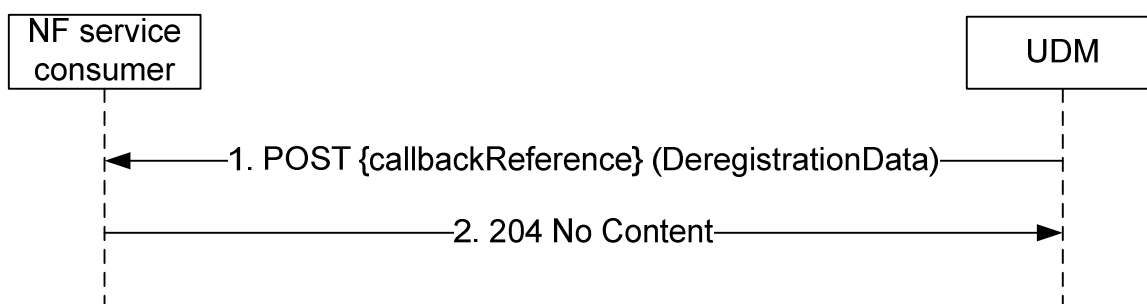 NF service
consumer
UDM
1. POST {callbackReference} (DeregistrationData)
2. 204 No Content